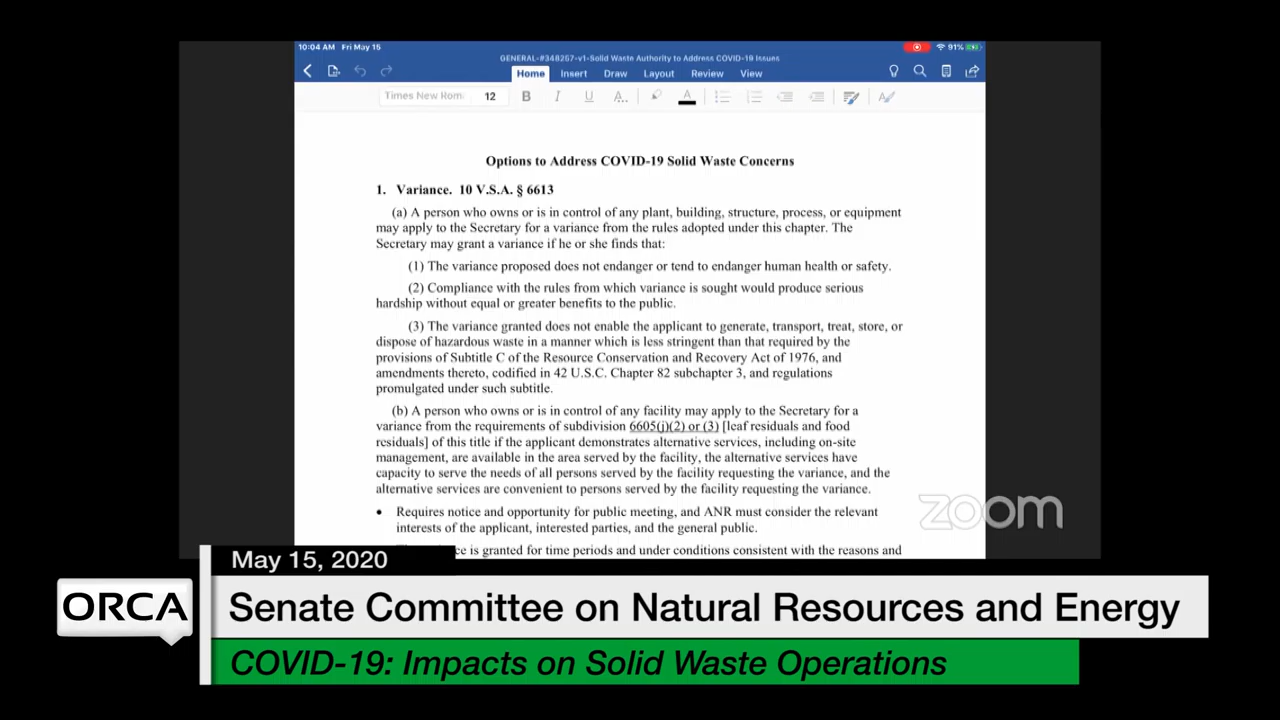 10:04 AM Fri May 15
91%
GENERAL-#348267-v1-Solid Waste Authority to Address COVID-19 Issues
Home Insert Draw Layout Review View
Times New Rom 12 B I U A
Options to Address COVID-19 Solid Waste Concerns
1. Variance. 10 V.S.A. § 6613
(a) A person who owns or is in control of any plant, building, structure, process, or equipment
may apply to the Secretary for a variance from the rules adopted under this chapter. The
Secretary may grant a variance if he or she finds that:
(1) The variance proposed does not endanger or tend to endanger human health or safety.
(2) Compliance with the rules from which variance is sought would produce serious
hardship without equal or greater benefits to the public.
(3) The variance granted does not enable the applicant to generate, transport, treat, store, or
dispose of hazardous waste in a manner which is less stringent than that required by the
provisions of Subtitle C of the Resource Conservation and Recovery Act of 1976, and
amendments thereto, codified in 42 U.S.C. Chapter 82 subchapter 3, and regulations
promulgated under such subtitle.
(b) A person who owns or is in control of any facility may apply to the Secretary for a
variance from the requirements of subdivision 6605(j)(2) or (3) [leaf residuals and food
residuals] of this title if the applicant demonstrates alternative services, including on-site
management, are available in the area served by the facility, the alternative services have
capacity to serve the needs of all persons served by the facility requesting the variance, and the
alternative services are convenient to persons served by the facility requesting the variance.
• Requires notice and opportunity for public meeting, and ANR must consider the relevant
interests of the applicant, interested parties, and the general public.
is granted for time periods and under conditions consistent with the reasons and
zoom
May 15, 2020
ORCA
Senate Committee on Natural Resources and Energy
COVID-19: Impacts on Solid Waste Operations